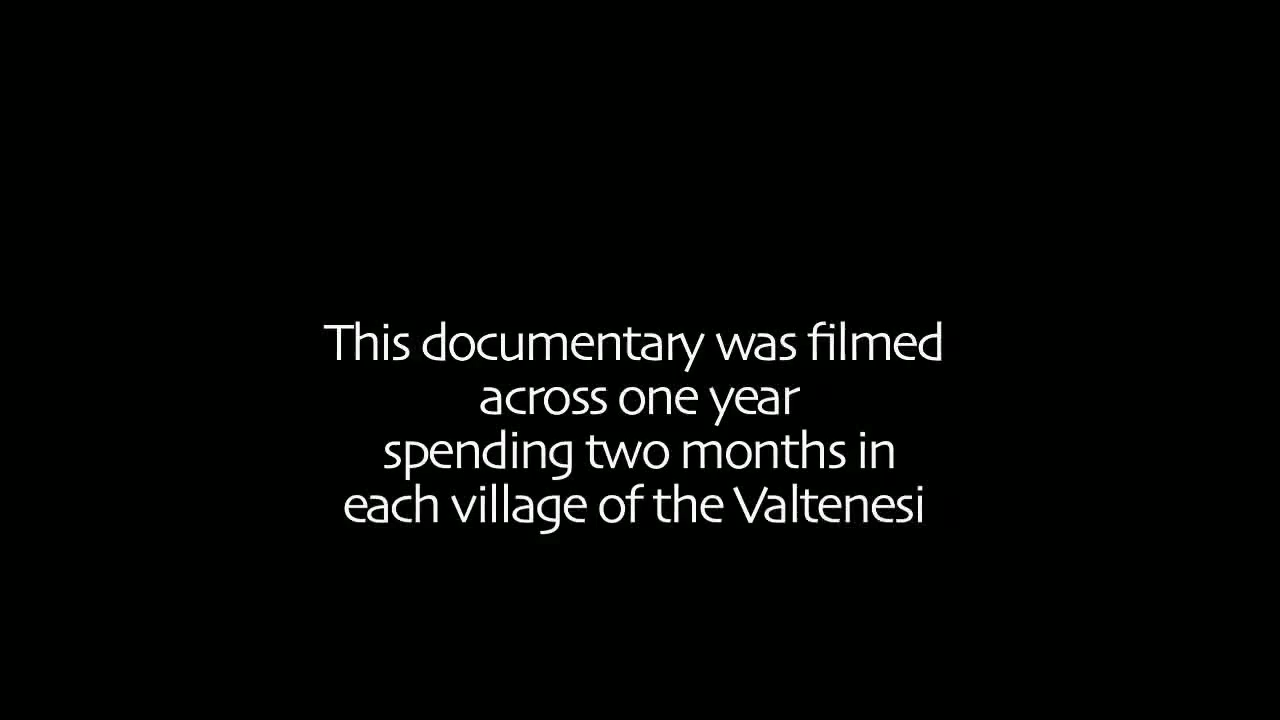 This documentary was filmed
across one year
spending two months in
each village of the Valtenesi